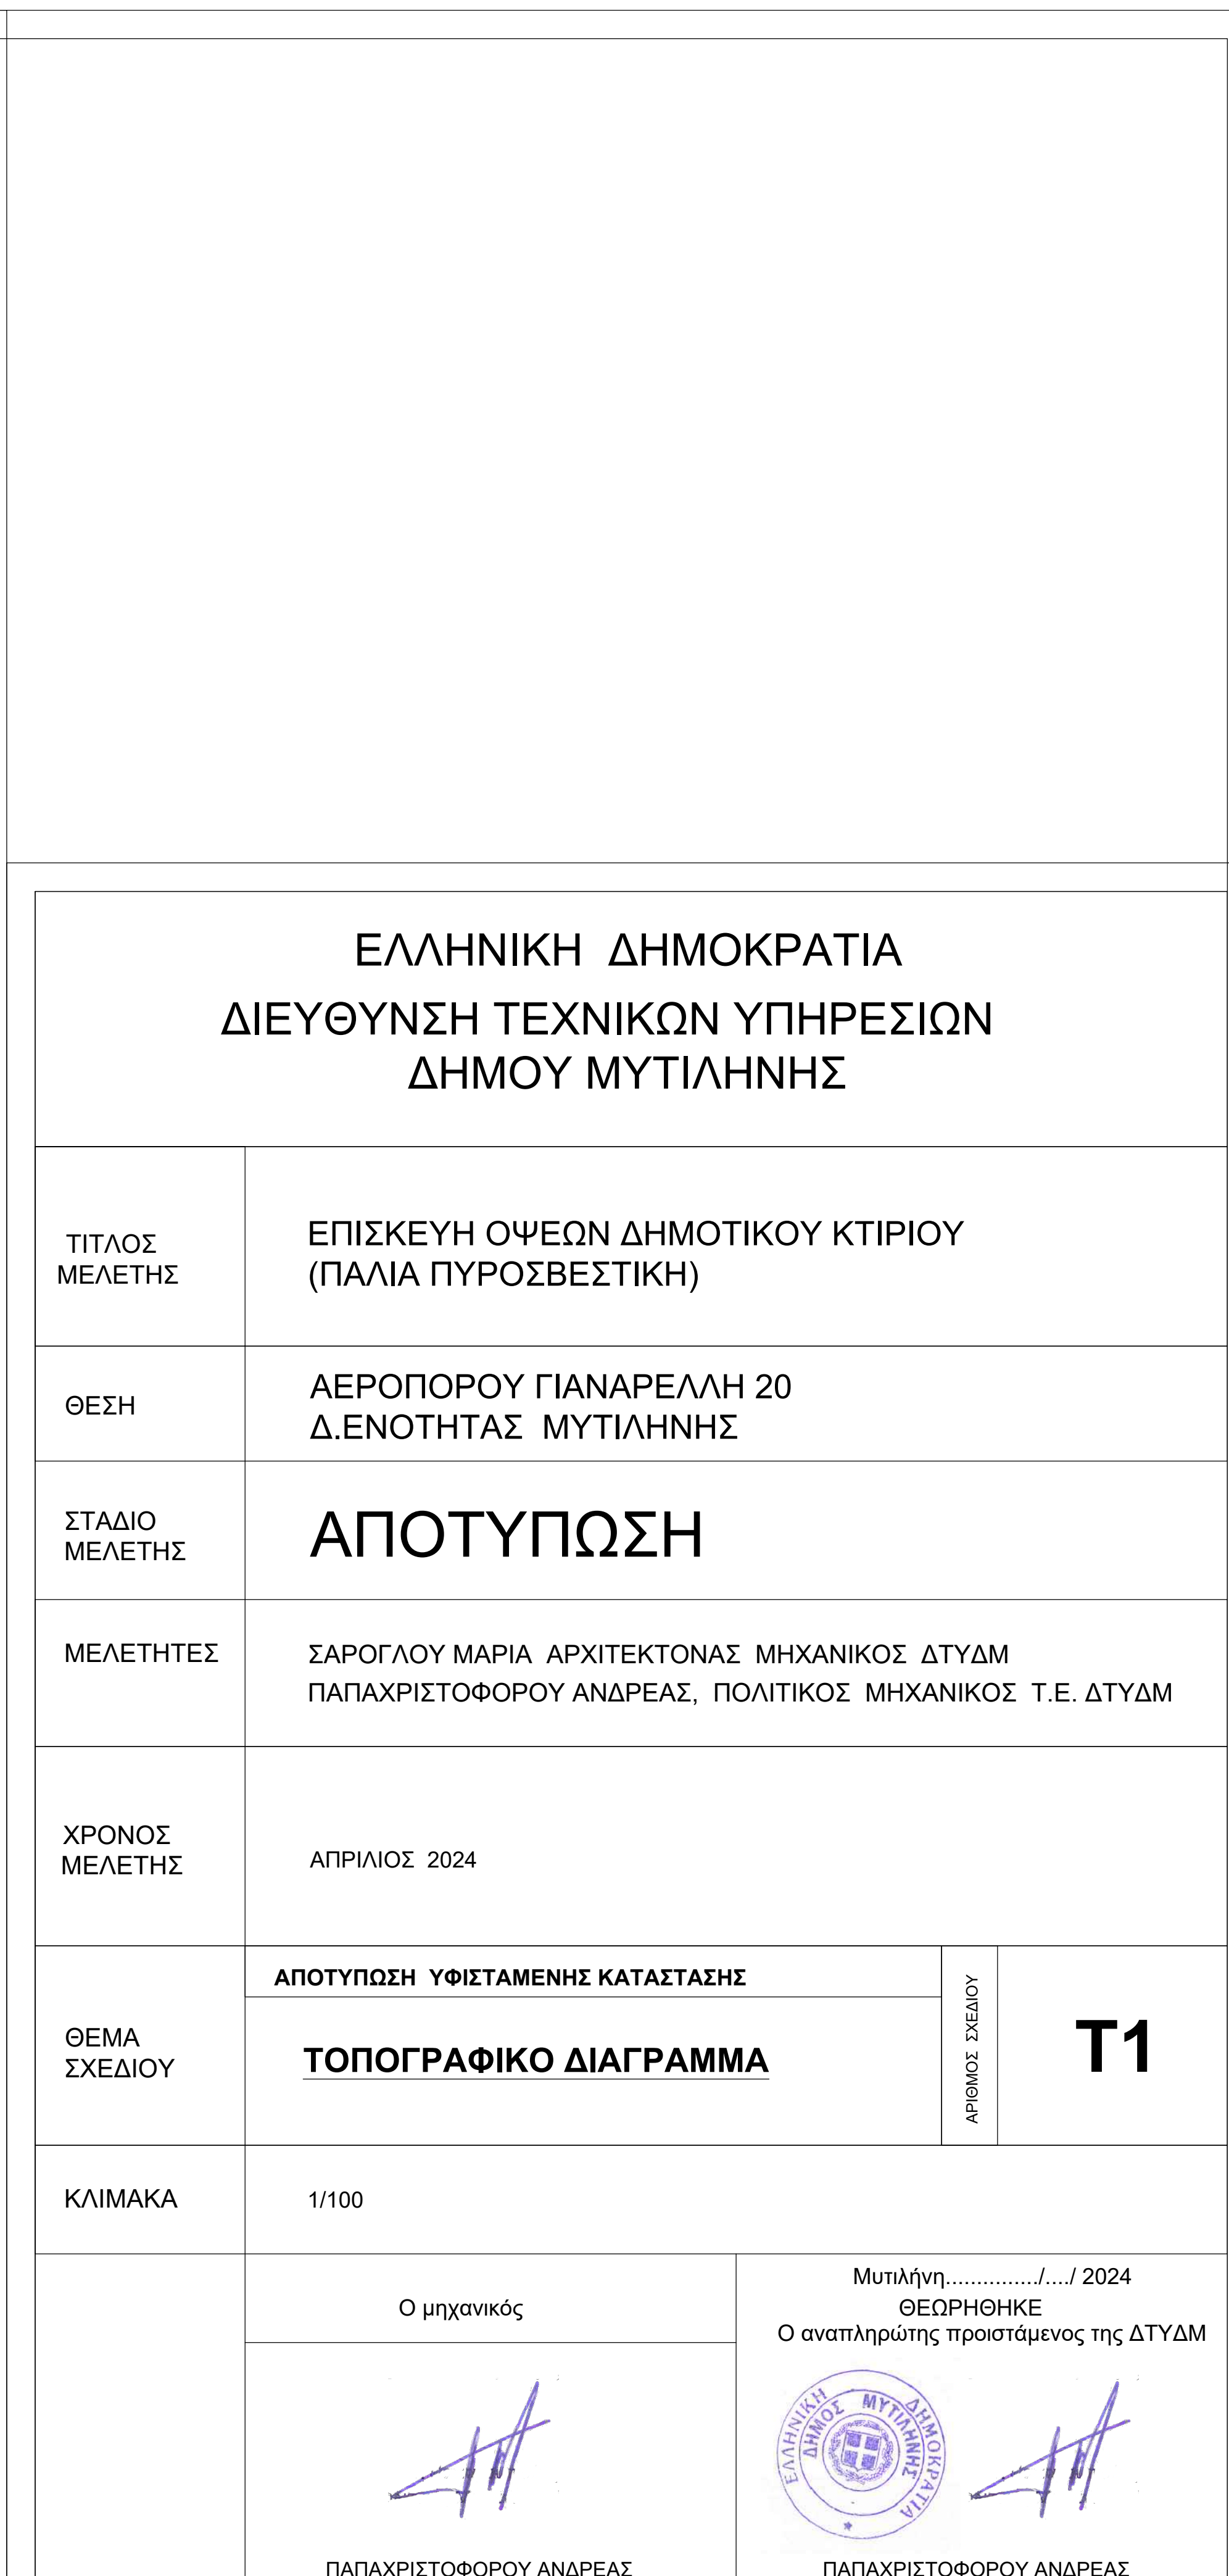 ΕΛΛΗΝΙΚΗ ΔΗΜΟΚΡΑΤΙΑ
ΔΙΕΥΘΥΝΣΗ ΤΕΧΝΙΚΩΝ ΥΠΗΡΕΣΙΩΝ
ΔΗΜΟΥ ΜΥΤΙΛΗΝΗΣ
ΤΙΤΛΟΣ
ΜΕΛΕΤΗΣ
ΕΠΙΣΚΕΥΗ ΟΨΕΩΝ ΔΗΜΟΤΙΚΟΥ ΚΤΙΡΙΟΥ
(ΠΑΛΙΑ ΠΥΡΟΣΒΕΣΤΙΚΗ)
ΘΕΣΗ
ΑΕΡΟΠΟΡΟΥ ΓΙΑΝΑΡΕΛΛΗ 20
Δ.ΕΝΟΤΗΤΑΣ ΜΥΤΙΛΗΝΗΣ
ΣΤΑΔΙΟ
ΜΕΛΕΤΗΣ
ΑΠΟΤΥΠΩΣΗ
ΜΕΛΕΤΗΤΕΣ
ΣΑΡΟΓΛΟΥ ΜΑΡΙΑ ΑΡΧΙΤΕΚΤΟΝΑΣ ΜΗΧΑΝΙΚΟΣ ΔΤΥΔΜ
ΠΑΠΑΧΡΙΣΤΟΦΟΡΟΥ ΑΝΔΡΕΑΣ, ΠΟΛΙΤΙΚΟΣ ΜΗΧΑΝΙΚΟΣ Τ.Ε. ΔΤΥΔΜ
ΧΡΟΝΟΣ
ΜΕΛΕΤΗΣ
ΑΠΡΙΛΙΟΣ 2024
ΘΕΜΑ
ΣΧΕΔΙΟΥ
ΑΠΟΤΥΠΩΣΗ ΥΦΙΣΤΑΜΕΝΗΣ ΚΑΤΑΣΤΑΣΗΣ
ΤΟΠΟΓΡΑΦΙΚΟ ΔΙΑΓΡΑΜΜΑ
ΑΡΙΘΜΟΣ ΣΧΕΔΙΟΥ
Τ1
ΚΛΙΜΑΚΑ
1/100
Ο μηχανικός
Μυτιλήνη.............../..../ 2024
ΘΕΩΡΗΘΗΚΕ
Ο αναπληρώτης προιστάμενος της ΔΤΥΔΜ
ΕΛΛΗΝΙΚΗ ΔΗΜΟΚΡΑΤΙΑ
ΔΗΜΟΣ ΜΥΤΙΛΗΝΗΣ
ΠΑΠΑΧΡΙΣΤΟΦΟΡΟΥ ΑΝΔΡΕΑΣ
ΠΑΠΑΧΡΙΣΤΟΦΟΡΟΥ ΑΝΔΡΕΑΣ